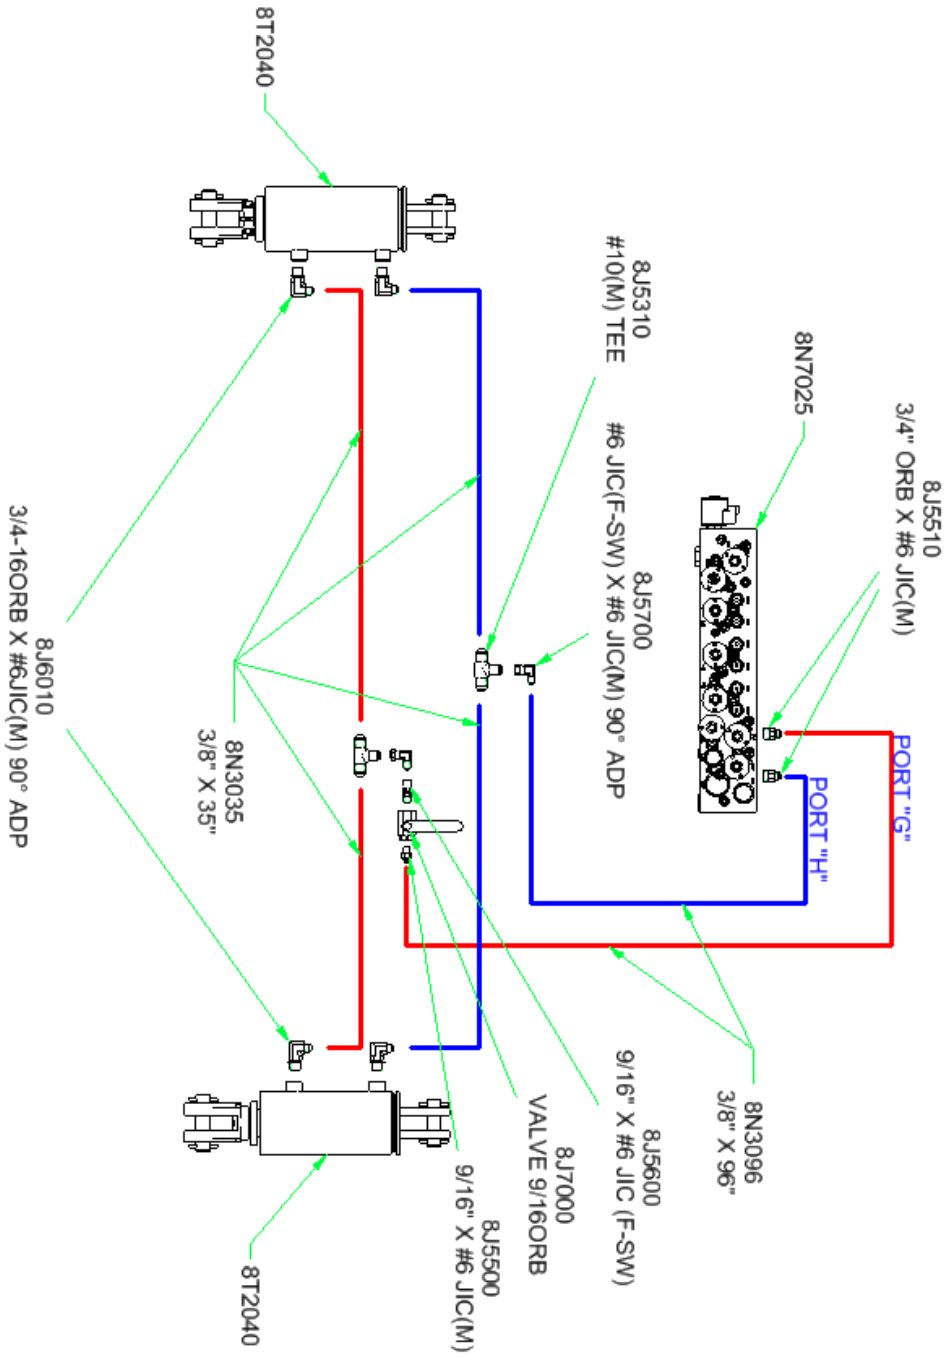 8T2040
8J5310
#10(M) TEE
8N7025
8J5510
3/4" ORB X #6 JIC(M)
8J5700
#6 JIC(F-SW) X #6 JIC(M) 90° ADP
PORT "G"
PORT "H"
8J6010
3/4-16ORB X #6JIC(M) 90° ADP
8N3035
3/8" X 35"
8N3096
3/8" X 96"
8J5600
9/16" X #6 JIC (F-SW)
8J7000
VALVE 9/16ORB
8J5500
9/16" X #6 JIC(M)
8T2040